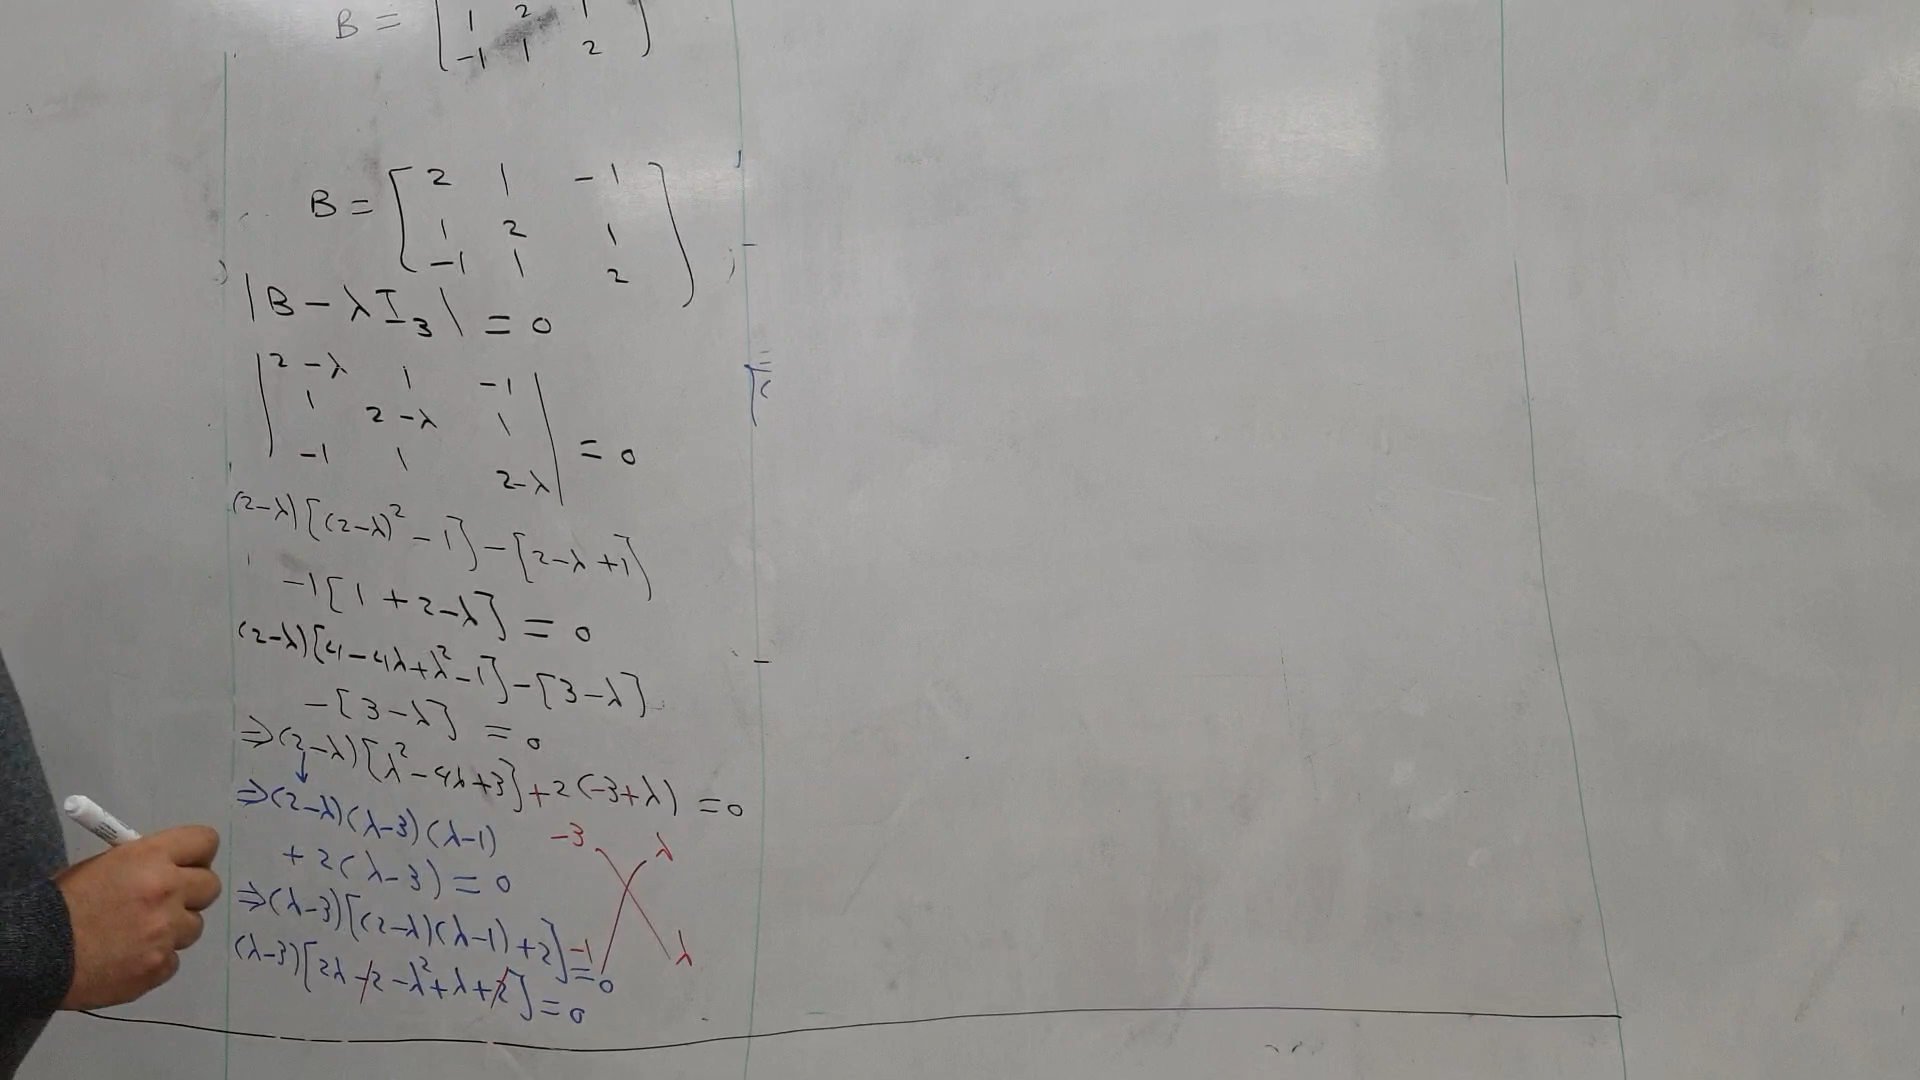 B = [ 1 2 1
-1 1 2 ]
B = [ 2 1 -1
1 2 1
-1 1 2 ]
|B - λI₃| = 0
| 2-λ 1 -1
1 2-λ 1
-1 1 2-λ | = 0
(2-λ)[(2-λ)² - 1] - [2-λ+1]
-1[1 + 2-λ] = 0
(2-λ)[4 - 4λ + λ² - 1] - [3-λ]
- [3-λ] = 0
⇒ (2-λ)[λ² - 4λ + 3] + 2(-3+λ) = 0
⇒ (2-λ)(λ-3)(λ-1)
+ 2(λ-3) = 0
-3 λ
-1 λ
⇒ (λ-3)[(2-λ)(λ-1) + 2] = 0
(λ-3)[2λ - 2 - λ² + λ + 2] = 0